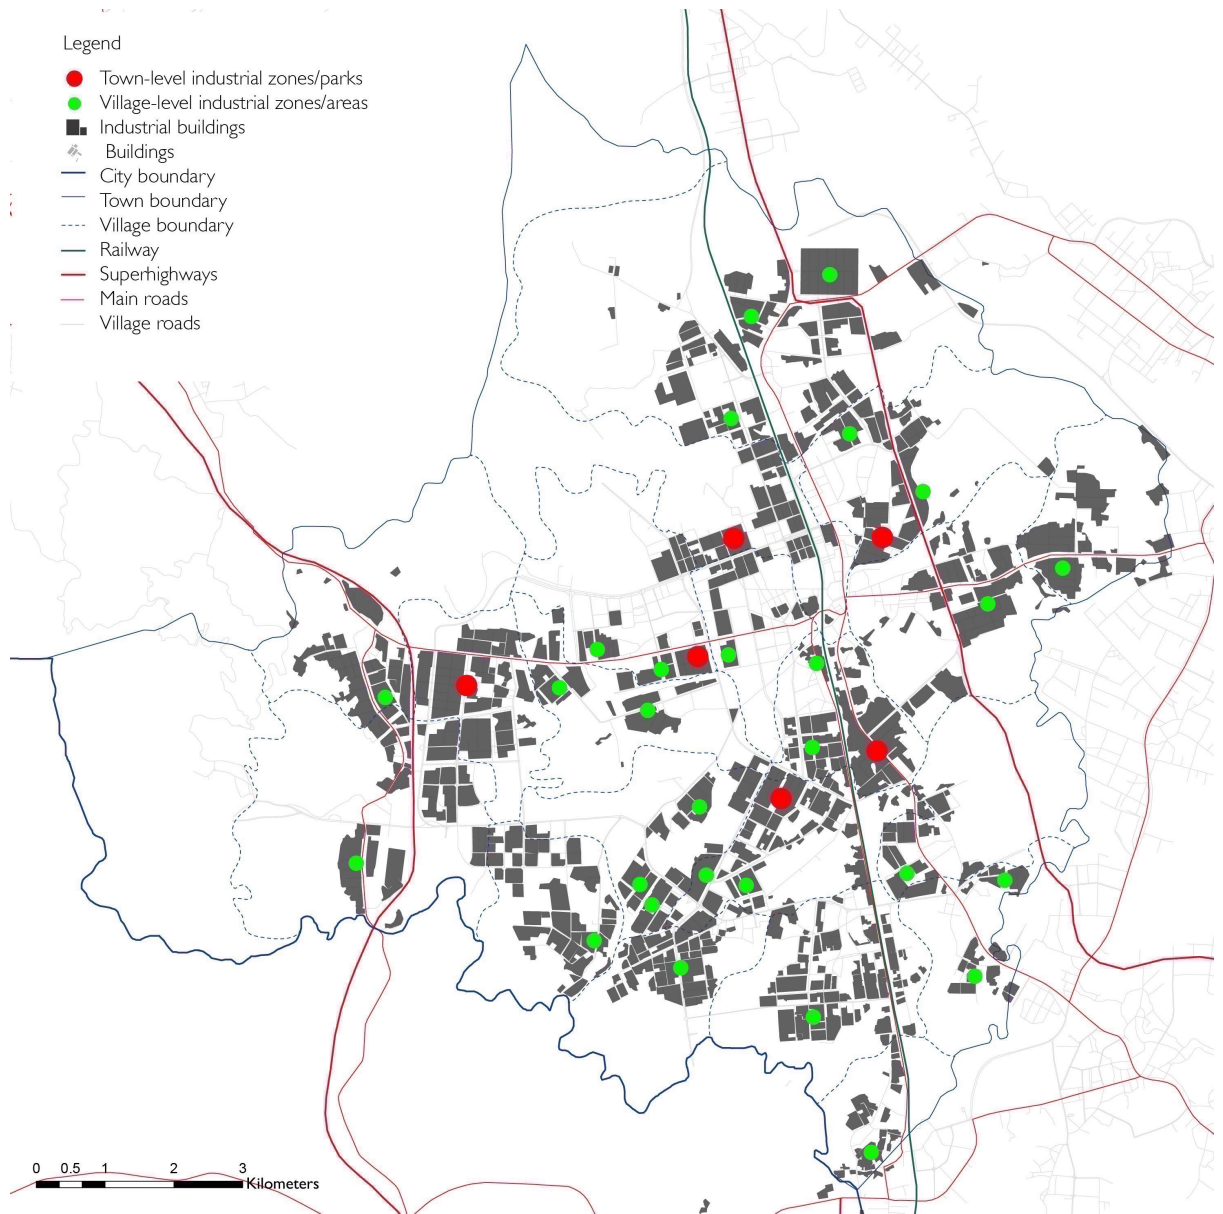 Legend
Town-level industrial zones/parks
Village-level industrial zones/areas
Industrial buildings
Buildings
City boundary
Town boundary
Village boundary
Railway
Superhighways
Main roads
Village roads
0 0.5 1 2 3
Kilometers